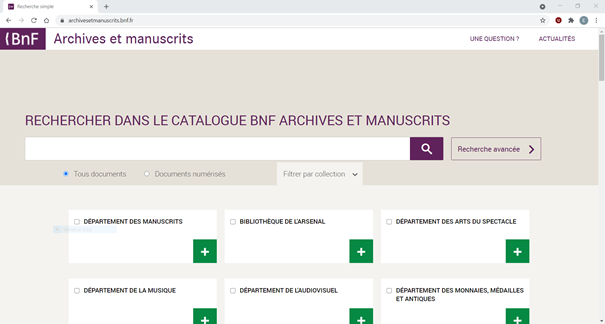 Recherche simple
archivesetmanuscrits.bnf.fr
E
{BnF
Archives et manuscrits
UNE QUESTION ?
ACTUALITÉS
RECHERCHER DANS LE CATALOGUE BNF ARCHIVES ET MANUSCRITS
Recherche avancée
Tous documents
Documents numérisés
Filtrer par collection
DÉPARTEMENT DES MANUSCRITS
BIBLIOTHÈQUE DE L'ARSENAL
DÉPARTEMENT DES ARTS DU SPECTACLE
DÉPARTEMENT DE LA MUSIQUE
DÉPARTEMENT DE L'AUDIOVISUEL
DÉPARTEMENT DES MONNAIES, MÉDAILLES
ET ANTIQUES